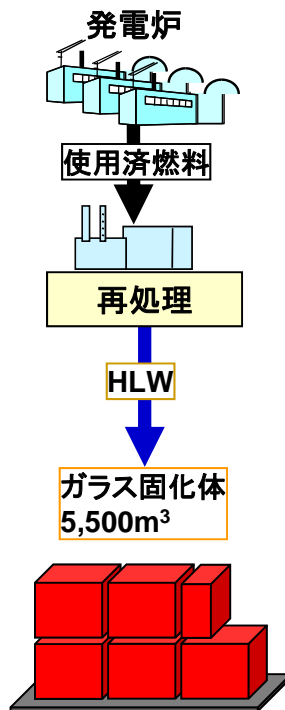 発電炉
使用済燃料
再処理
HLW
ガラス固化体
5,500m³